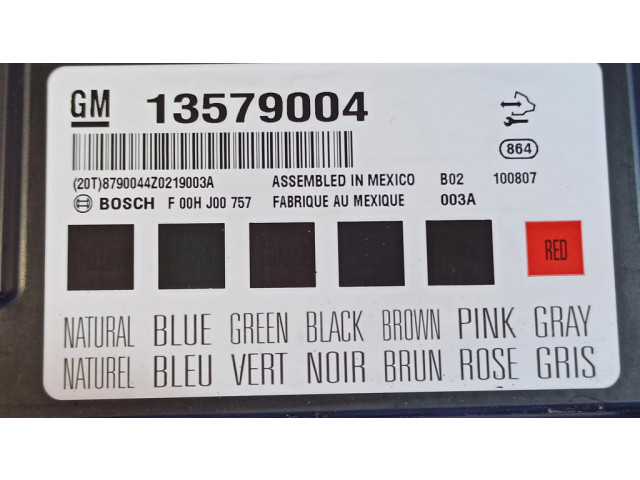 GM 13579004
864
(20T)8790044Z0219003A ASSEMBLED IN MEXICO B02 100807
BOSCH F 00H J00 757 FABRIQUE AU MEXIQUE 003A
RED
NATURAL BLUE GREEN BLACK BROWN PINK GRAY
NATUREL BLEU VERT NOIR BRUN ROSE GRIS